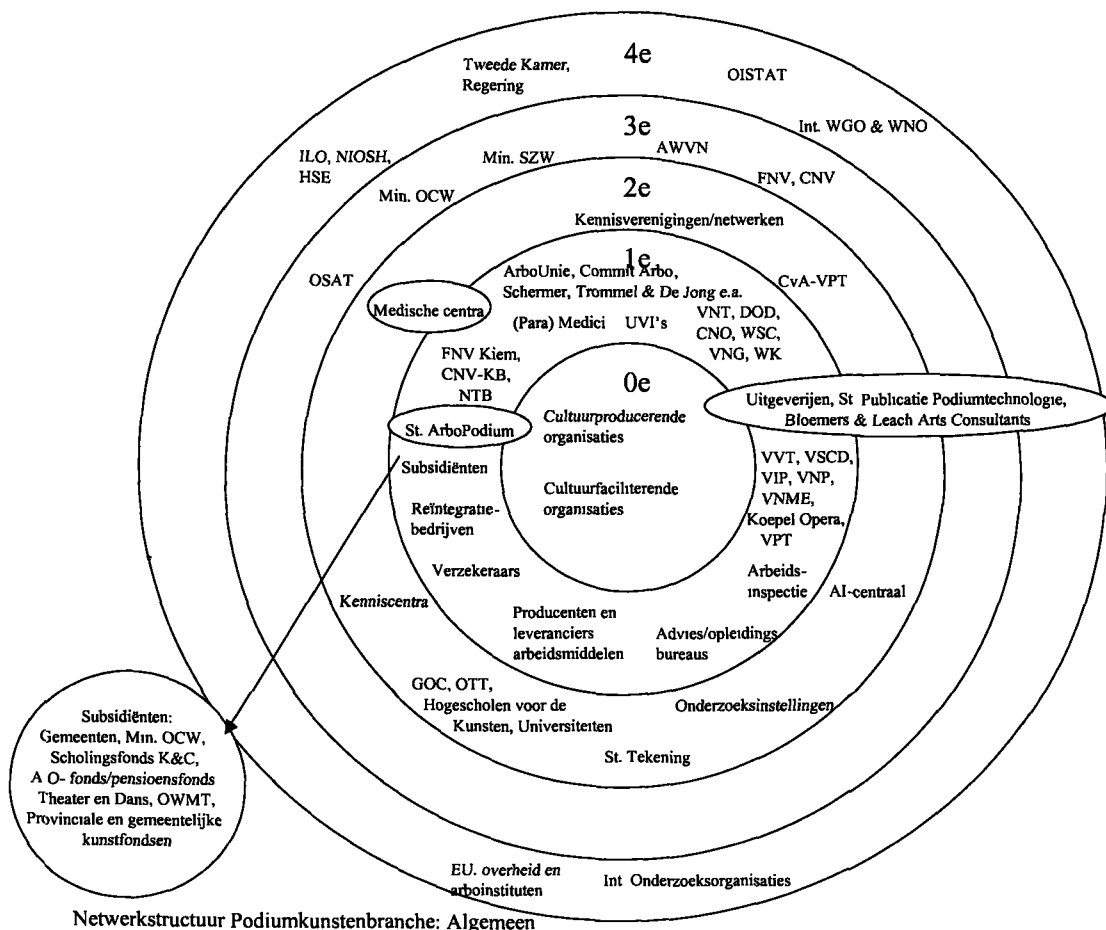 4e
Tweede Kamer,
Regering
OISTAT
3e
Int. WGO & WNO
AWVN
Min. SZW
ILO, NIOSH,
HSE
FNV, CNV
2e
Min. OCW
Kennisverenigingen/netwerken
1e
ArboUnie, Commit Arbo,
Schermer, Trommel & De Jong e.a.
OSAT
CvA-VPT
Medische centra
(Para) Medici
UVI's
VNT, DOD,
CNO, WSC,
VNG, WK
FNV Kiem,
CNV-KB,
NTB
0e
Uitgeverijen, St Publicatie Podiumtechnologie,
Bloemers & Leach Arts Consultants
St. ArboPodium
Cultuurproducerende
organisaties
Subsidiënten
VVT, VSCD,
VIP, VNP,
VNME,
Koepel Opera,
VPT
Cultuurfaciliterende
organisaties
Reïntegratie-
bedrijven
Verzekeraars
Arbeids-
inspectie
AI-centraal
Kenniscentra
Producenten en
leveranciers
arbeidsmiddelen
Advies/opleidings
bureaus
GOC, OTT,
Hogescholen voor de
Kunsten, Universiteiten
Onderzoeksinstellingen
St. Tekening
Subsidiënten:
Gemeenten, Min. OCW,
Scholingsfonds K&C,
A O- fonds/pensioensfonds
Theater en Dans, OWMT,
Provinciale en gemeentelijke
kunstfondsen
EU. overheid en
arboinstituten
Int Onderzoeksorganisaties
Netwerkstructuur Podiumkunstenbranche: Algemeen